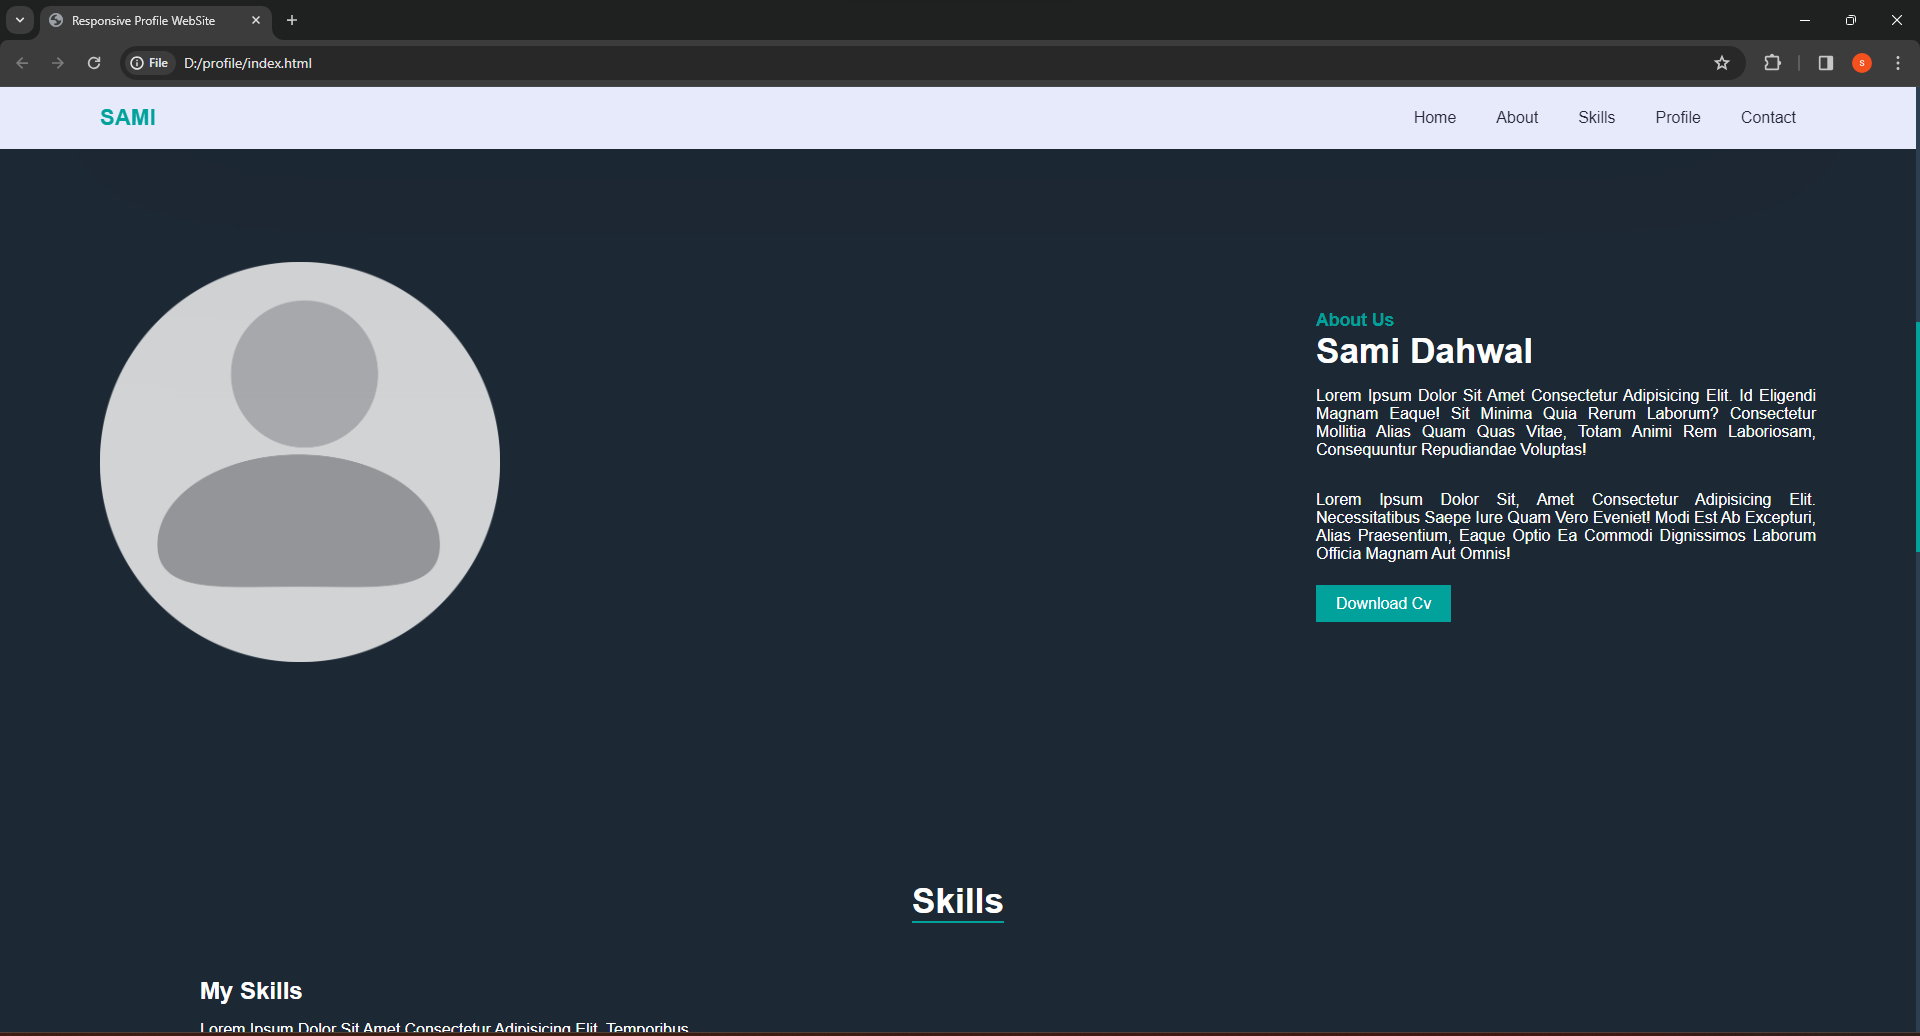 Responsive Profile WebSite
File D:/profile/index.html
S
SAMI
Home About Skills Profile Contact
About Us
Sami Dahwal
Lorem Ipsum Dolor Sit Amet Consectetur Adipisicing Elit. Id Eligendi
Magnam Eaque! Sit Minima Quia Rerum Laborum? Consectetur
Mollitia Alias Quam Quas Vitae, Totam Animi Rem Laboriosam,
Consequuntur Repudiandae Voluptas!
Lorem Ipsum Dolor Sit, Amet Consectetur Adipisicing Elit.
Necessitatibus Saepe Iure Quam Vero Eveniet! Modi Est Ab Excepturi,
Alias Praesentium, Eaque Optio Ea Commodi Dignissimos Laborum
Officia Magnam Aut Omnis!
Download Cv
Skills
My Skills
Lorem Ipsum Dolor Sit Amet Consectetur Adipisicing Elit. Temporibus